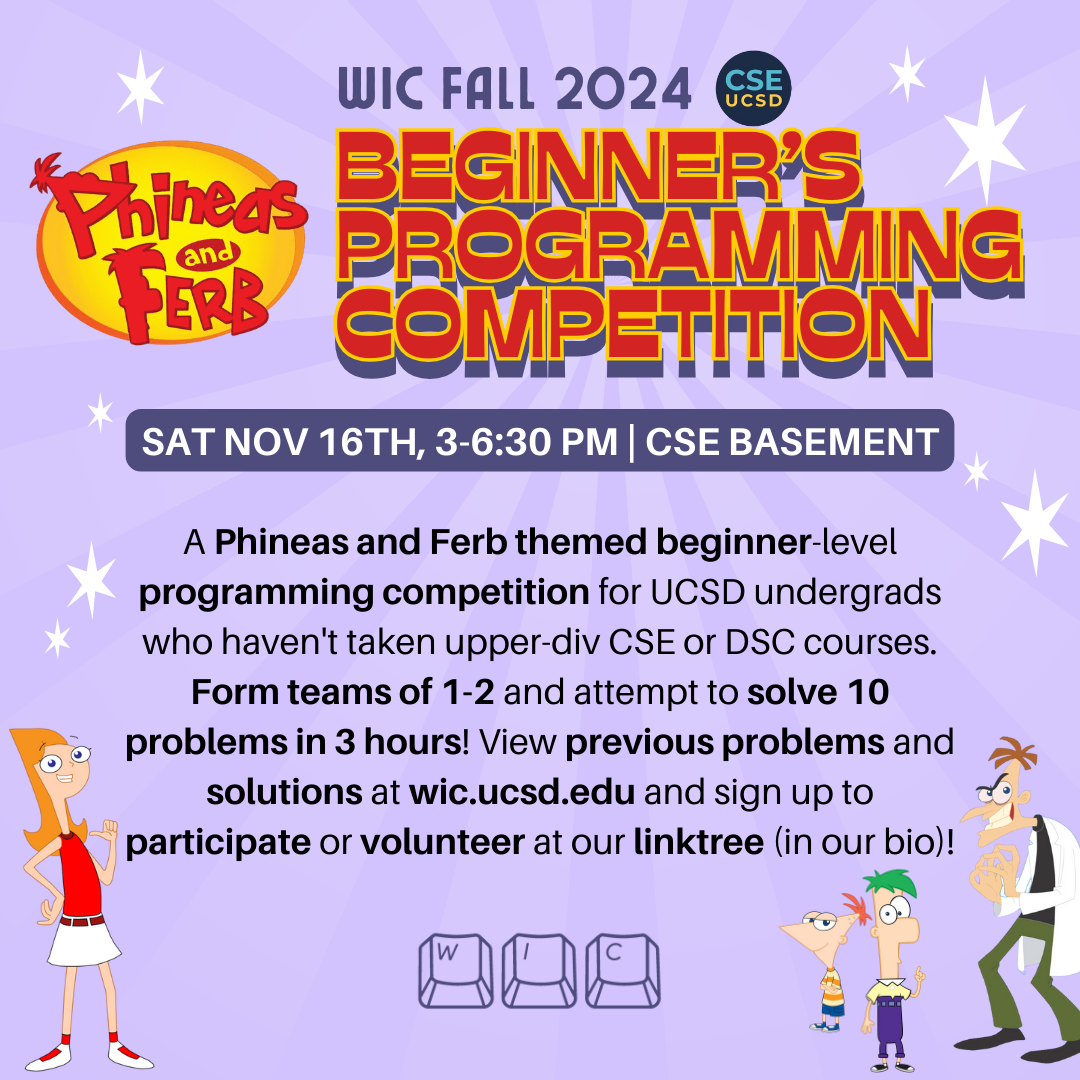 WIC FALL 2024
CSE
UCSD
Phineas
and
FERB
BEGINNER'S
PROGRAMMING
COMPETITION
SAT NOV 16TH, 3-6:30 PM | CSE BASEMENT
A Phineas and Ferb themed beginner-level
programming competition for UCSD undergrads
who haven't taken upper-div CSE or DSC courses.
Form teams of 1-2 and attempt to solve 10
problems in 3 hours! View previous problems and
solutions at wic.ucsd.edu and sign up to
participate or volunteer at our linktree (in our bio)!
W I C